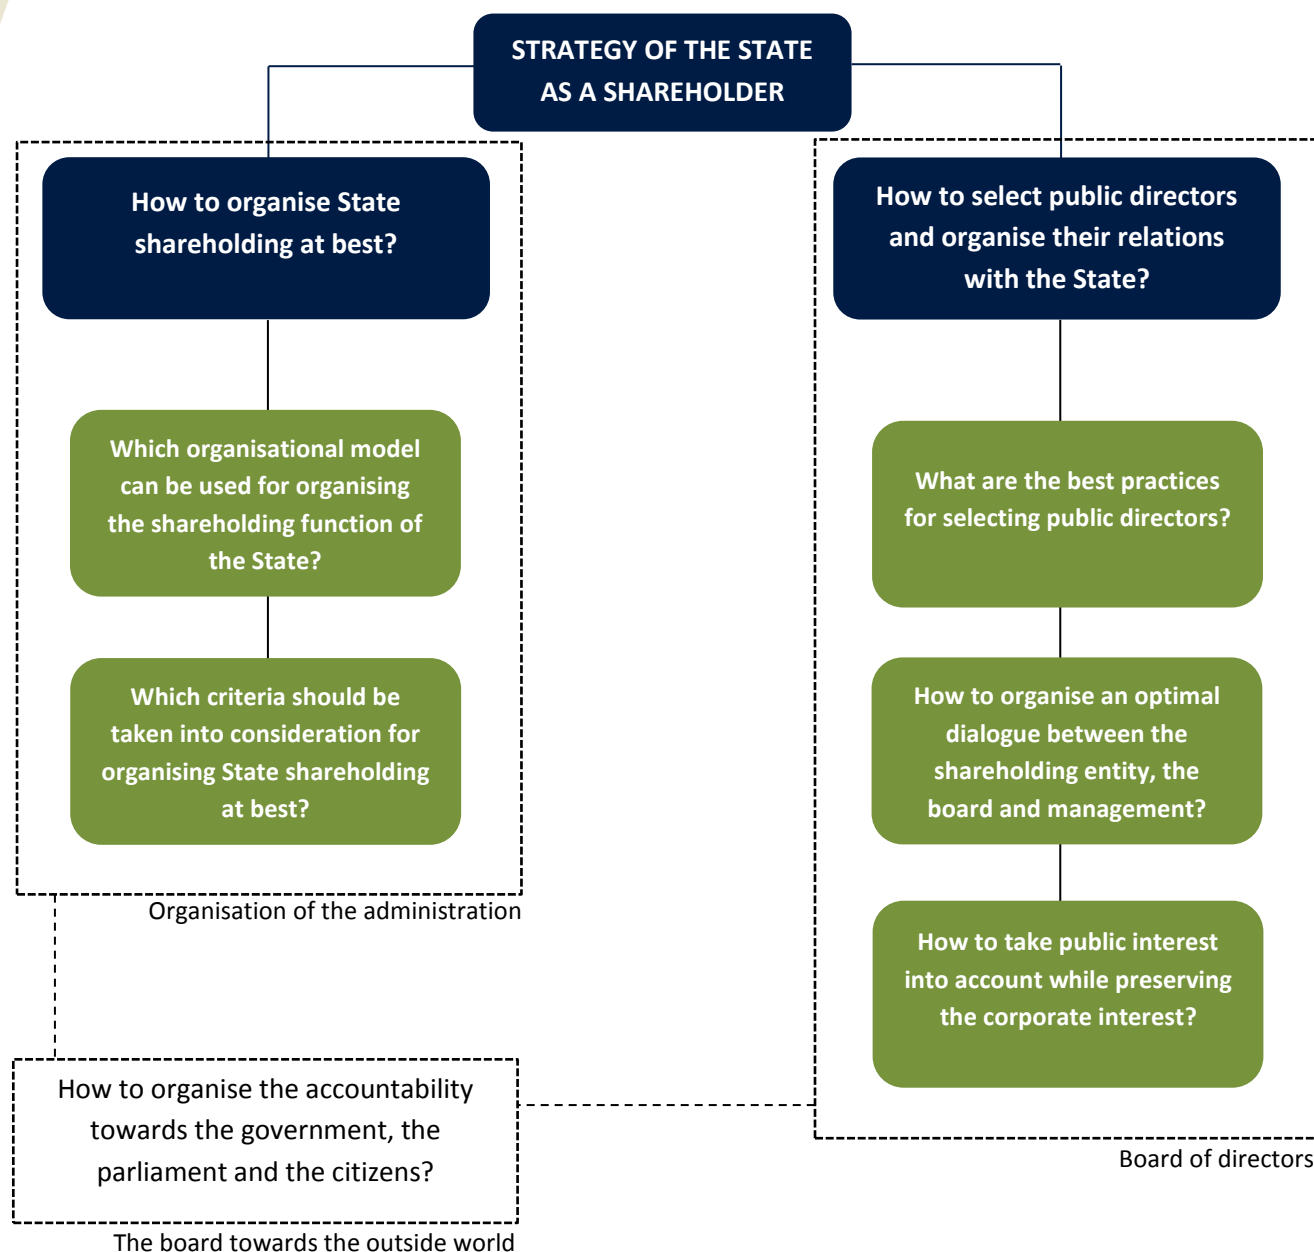 STRATEGY OF THE STATE
AS A SHAREHOLDER
How to organise State
shareholding at best?
Which organisational model
can be used for organising
the shareholding function of
the State?
Which criteria should be
taken into consideration for
organising State shareholding
at best?
Organisation of the administration
How to select public directors
and organise their relations
with the State?
What are the best practices
for selecting public directors?
How to organise an optimal
dialogue between the
shareholding entity, the
board and management?
How to take public interest
into account while preserving
the corporate interest?
Board of directors
How to organise the accountability
towards the government, the
parliament and the citizens?
The board towards the outside world